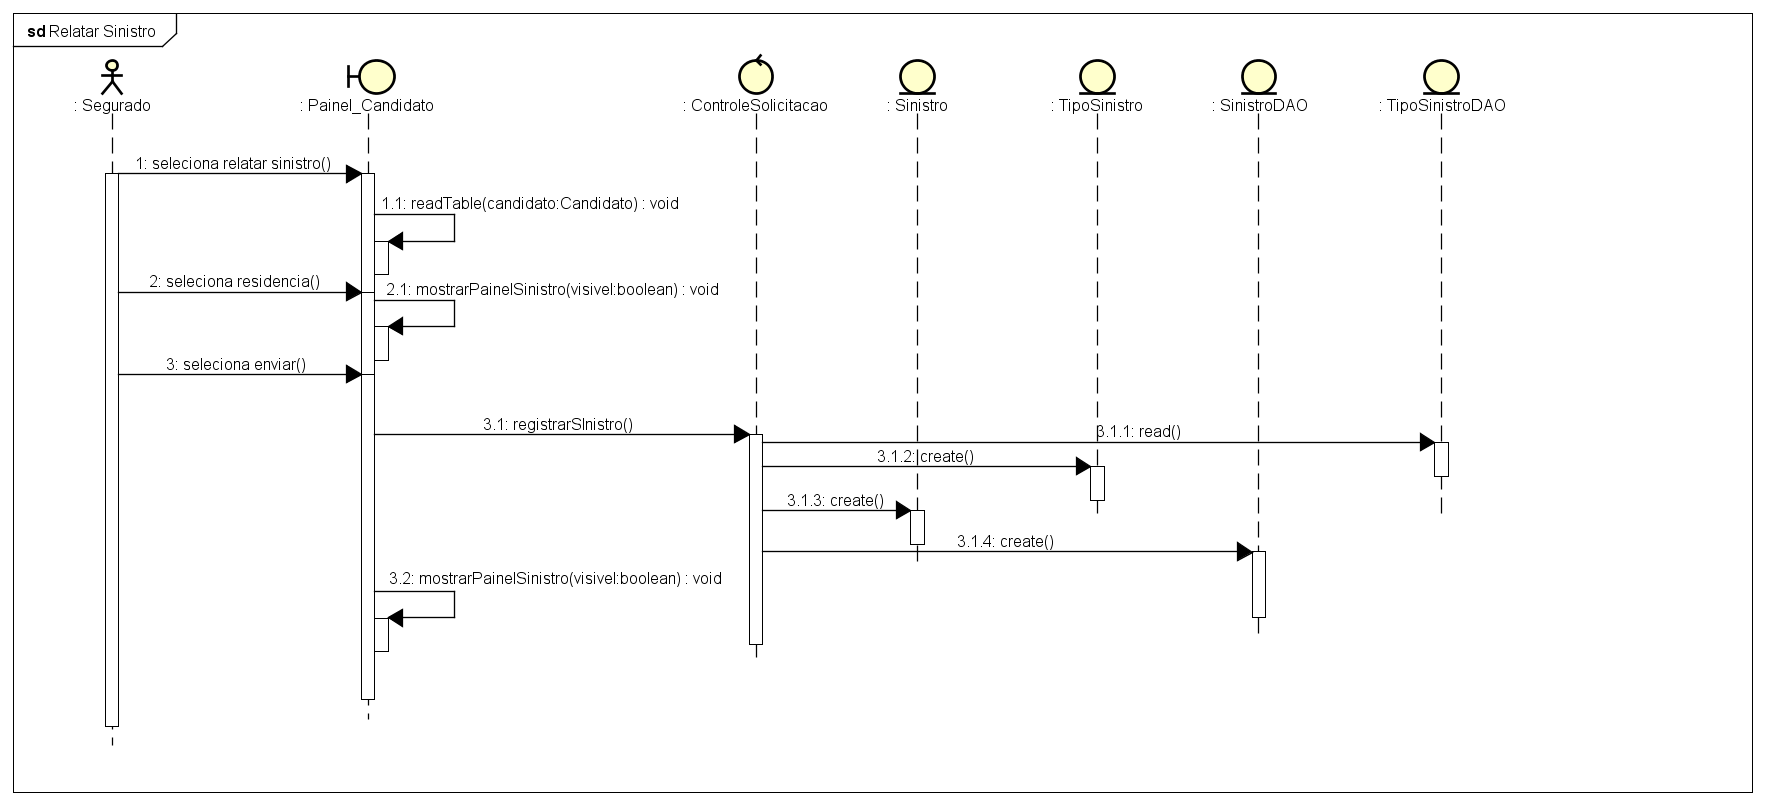 sd Relatar Sinistro
: Segurado
: Painel_Candidato
: ControleSolicitacao
: Sinistro
: TipoSinistro
: SinistroDAO
: TipoSinistroDAO
1: seleciona relatar sinistro()
1.1: readTable(candidato:Candidato) : void
2: seleciona residencia()
2.1: mostrarPainelSinistro(visivel:boolean) : void
3: seleciona enviar()
3.1: registrarSInistro()
3.1.1: read()
3.1.2: create()
3.1.3: create()
3.1.4: create()
3.2: mostrarPainelSinistro(visivel:boolean) : void